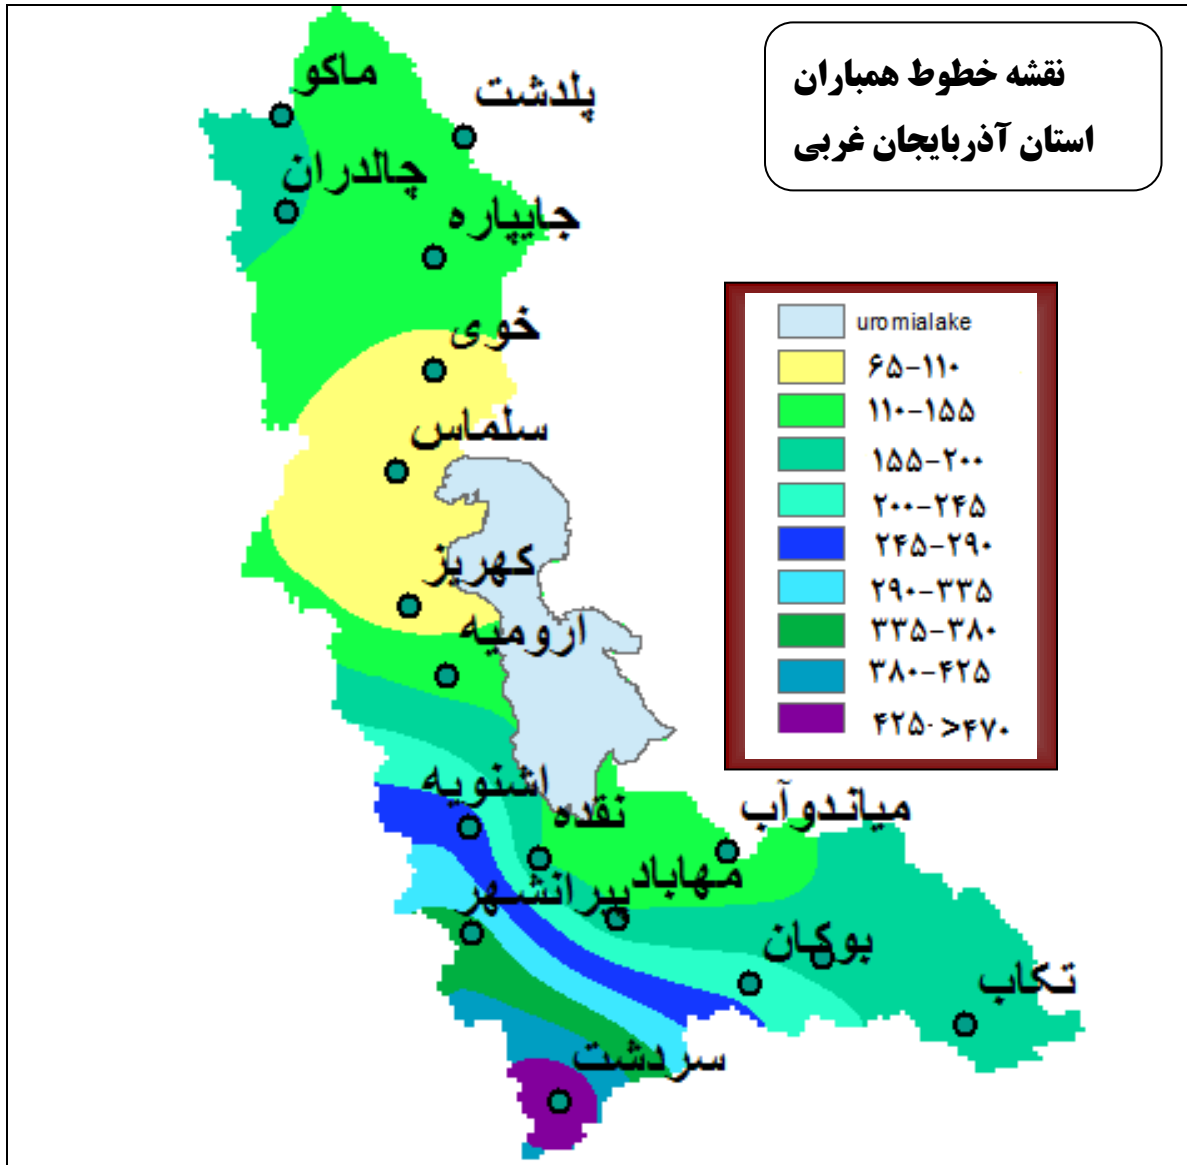 نقشه خطوط همباران
استان آذربایجان غربی
ماکو
پلدشت
چالدران
جایپاره
خوی
سلماس
کهریز
ارومیه
اشنویه
نقده
میاندوآب
مهاباد
پیرانشهر
بوکان
تکاب
سردشت
uromialake
۶۵-۱۱۰
۱۱۰-۱۵۵
۱۵۵-۲۰۰
۲۰۰-۲۴۵
۲۴۵-۲۹۰
۲۹۰-۳۳۵
۳۳۵-۳۸۰
۳۸۰-۴۲۵
۴۲۵->۴۷۰